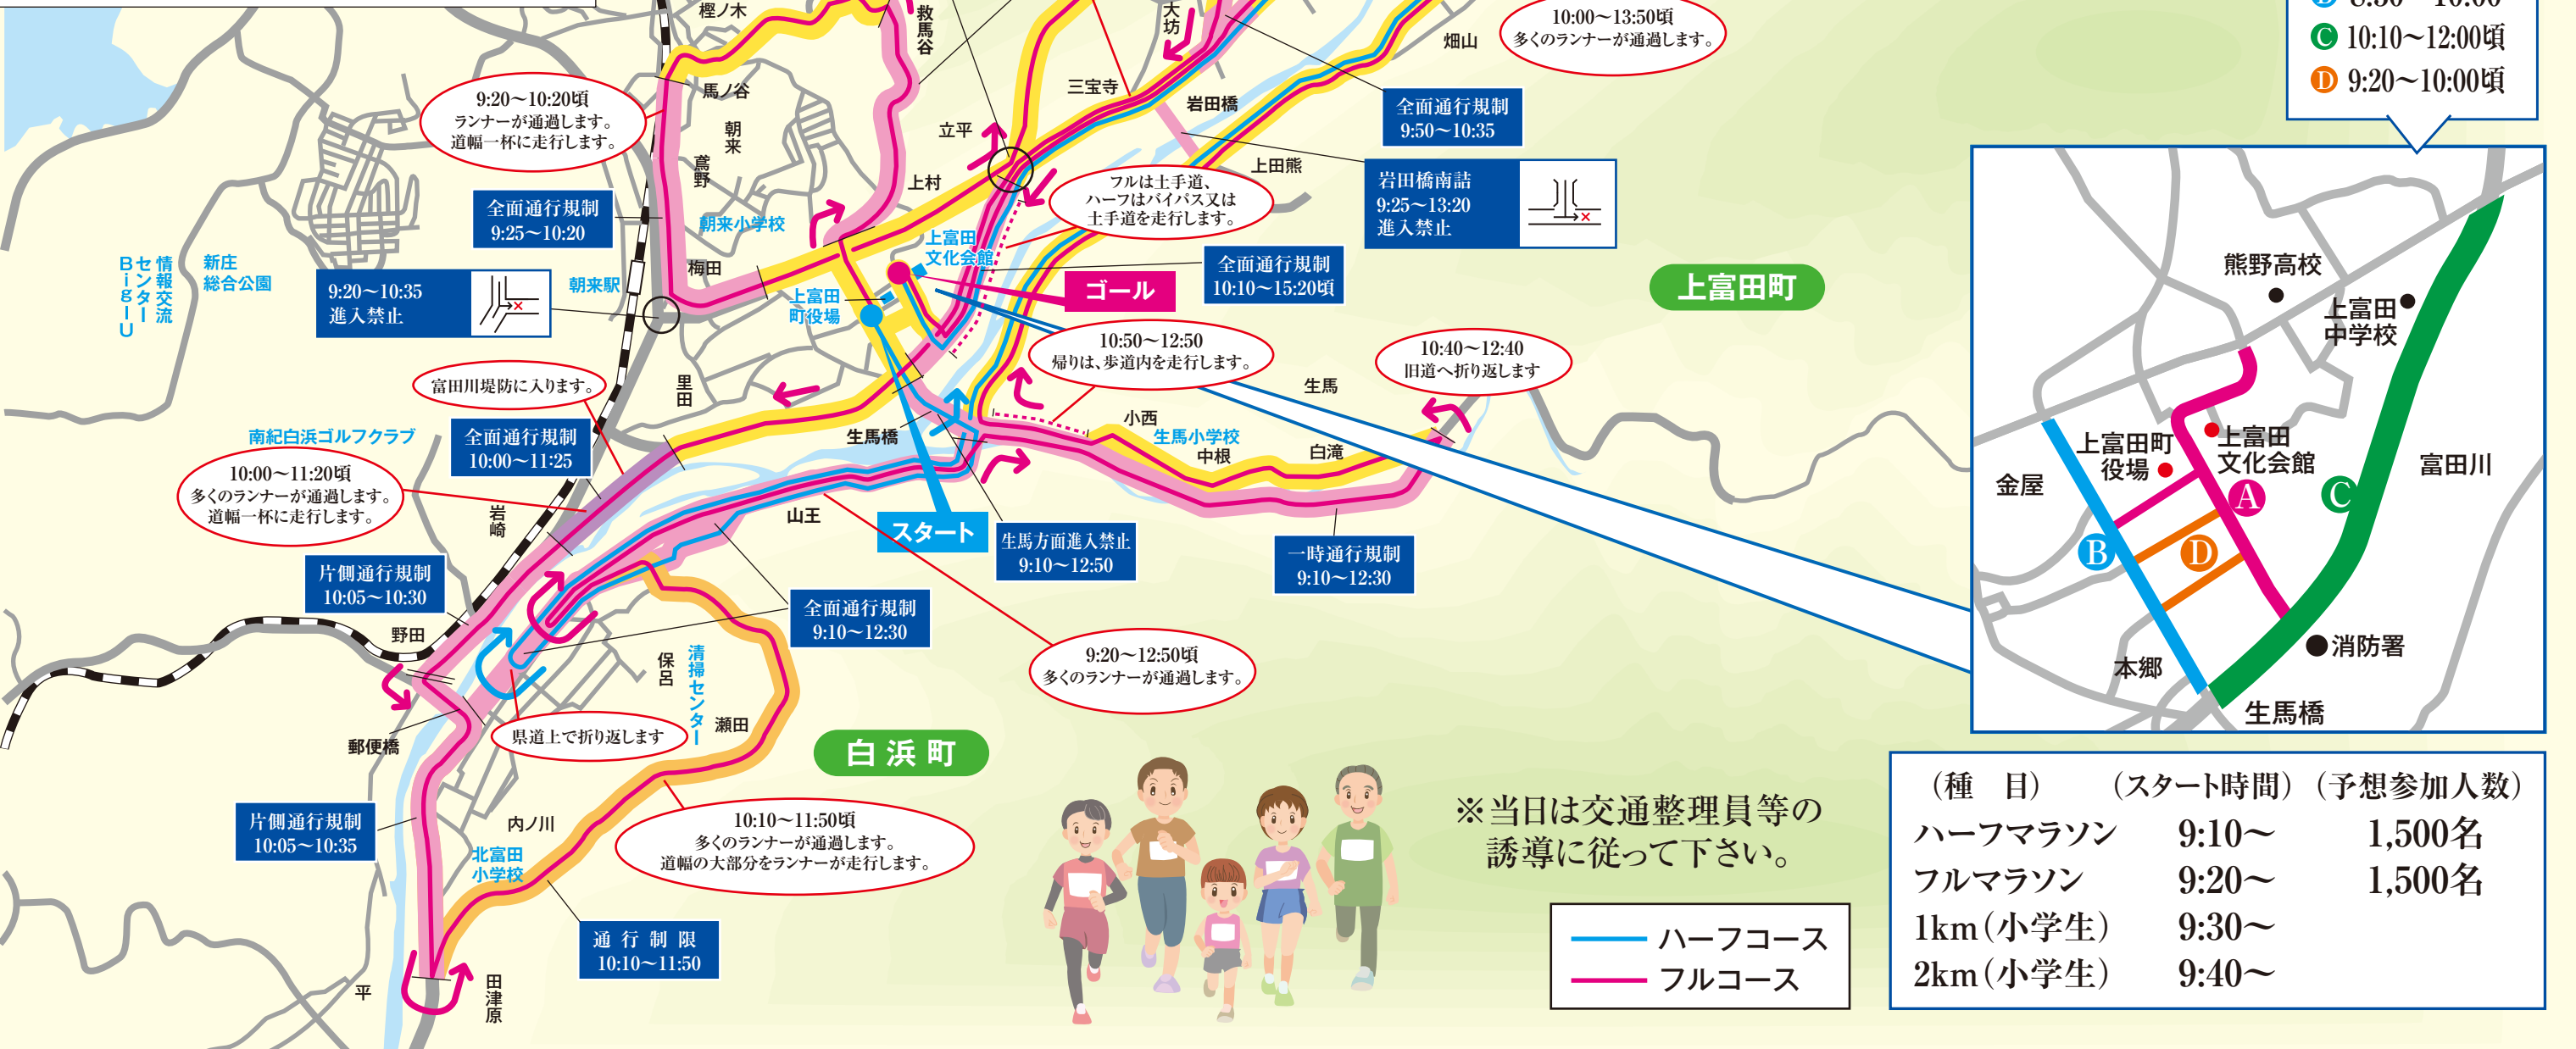 樫ノ木
救馬谷
大坊
畑山
10:00～13:50頃
多くのランナーが通過します。
8:30～10:00
C 10:10～12:00頃
D 9:20～10:00頃
9:20～10:20頃
ランナーが通過します。
道幅一杯に走行します。
馬ノ谷
朝来
鳶野
立平
上村
三宝寺
岩田橋
上田熊
全面通行規制
9:50～10:35
岩田橋南詰
9:25～13:20
進入禁止
フルは土手道、
ハーフはバイパス又は
土手道を走行します。
全面通行規制
9:25～10:20
朝来小学校
上富田
文化会館
全面通行規制
10:10～15:20頃
ゴール
上富田町
情報交流
センター
Big・U
新庄
総合公園
9:20～10:35
進入禁止
朝来駅
梅田
上富田
町役場
10:50～12:50
帰りは、歩道内を走行します。
10:40～12:40
旧道へ折り返します
生馬
富田川堤防に入ります。
里田
南紀白浜ゴルフクラブ
全面通行規制
10:00～11:25
生馬橋
小西
生馬小学校
中根
白滝
10:00～11:20頃
多くのランナーが通過します。
道幅一杯に走行します。
岩崎
山王
スタート
生馬方面進入禁止
9:10～12:50
一時通行規制
9:10～12:30
片側通行規制
10:05～10:30
全面通行規制
9:10～12:30
野田
保呂
清掃センター
9:20～12:50頃
多くのランナーが通過します。
郵便橋
県道上で折り返します
瀬田
白浜町
片側通行規制
10:05～10:35
内ノ川
北富田
小学校
10:10～11:50頃
多くのランナーが通過します。
道幅の大部分をランナーが走行します。
通行制限
10:10～11:50
平
田津原
※当日は交通整理員等の
誘導に従って下さい。
ハーフコース
フルコース
熊野高校
上富田
中学校
上富田町
役場
上富田
文化会館
金屋
富田川
A
B
C
D
消防署
本郷
生馬橋
（種　目）　（スタート時間）（予想参加人数）
ハーフマラソン　9:10～　1,500名
フルマラソン　9:20～　1,500名
1km（小学生）　9:30～
2km（小学生）　9:40～